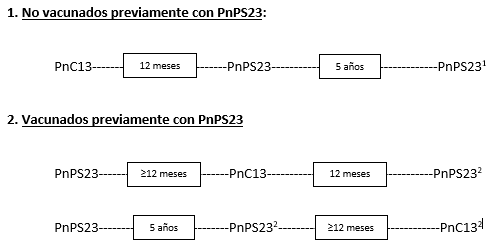 1. No vacunados previamente con PnPS23:
PnC13-------12 meses-------PnPS23-----------5 años-------------PnPS23¹
2. Vacunados previamente con PnPS23
PnPS23------≥12 meses------PnC13----------12 meses----------PnPS23²
PnPS23-------5 años------PnPS23²---------≥12 meses------------PnC13²